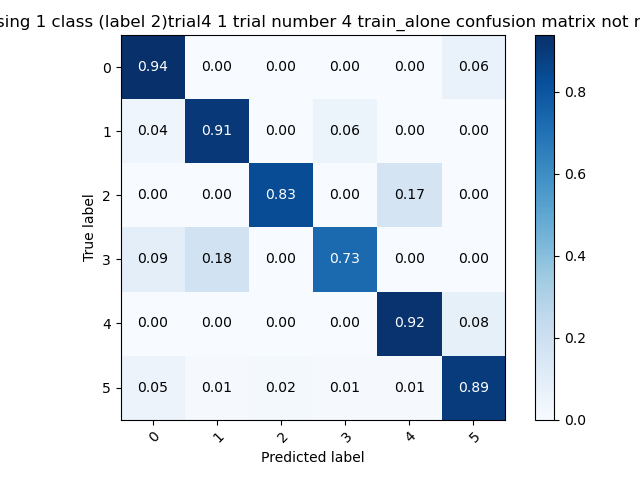 sing 1 class (label 2)trial4 1 trial number 4 train_alone confusion matrix not
0 0.94 0.00 0.00 0.00 0.00 0.06
1 0.04 0.91 0.00 0.06 0.00 0.00
2 0.00 0.00 0.83 0.00 0.17 0.00
3 0.09 0.18 0.00 0.73 0.00 0.00
4 0.00 0.00 0.00 0.00 0.92 0.08
5 0.05 0.01 0.02 0.01 0.01 0.89
0 1 2 3 4 5
True label
Predicted label
0.8
0.6
0.4
0.2
0.0